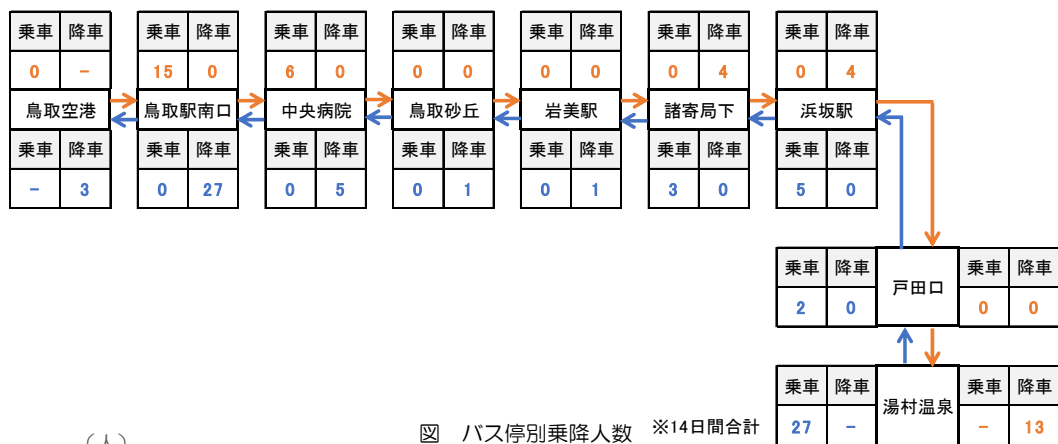 乗車 降車 乗車 降車 乗車 降車 乗車 降車 乗車 降車 乗車 降車 乗車 降車
0 - 15 0 6 0 0 0 0 0 0 4 0 4
鳥取空港 鳥取駅南口 中央病院 鳥取砂丘 岩美駅 諸寄局下 浜坂駅
乗車 降車 乗車 降車 乗車 降車 乗車 降車 乗車 降車 乗車 降車 乗車 降車
- 3 0 27 0 5 0 1 0 1 3 0 5 0
乗車 降車 戸田口 乗車 降車
2 0 0 0
乗車 降車 湯村温泉 乗車 降車
27 - - 13
(人)
図 バス停別乗降人数 ※14日間合計